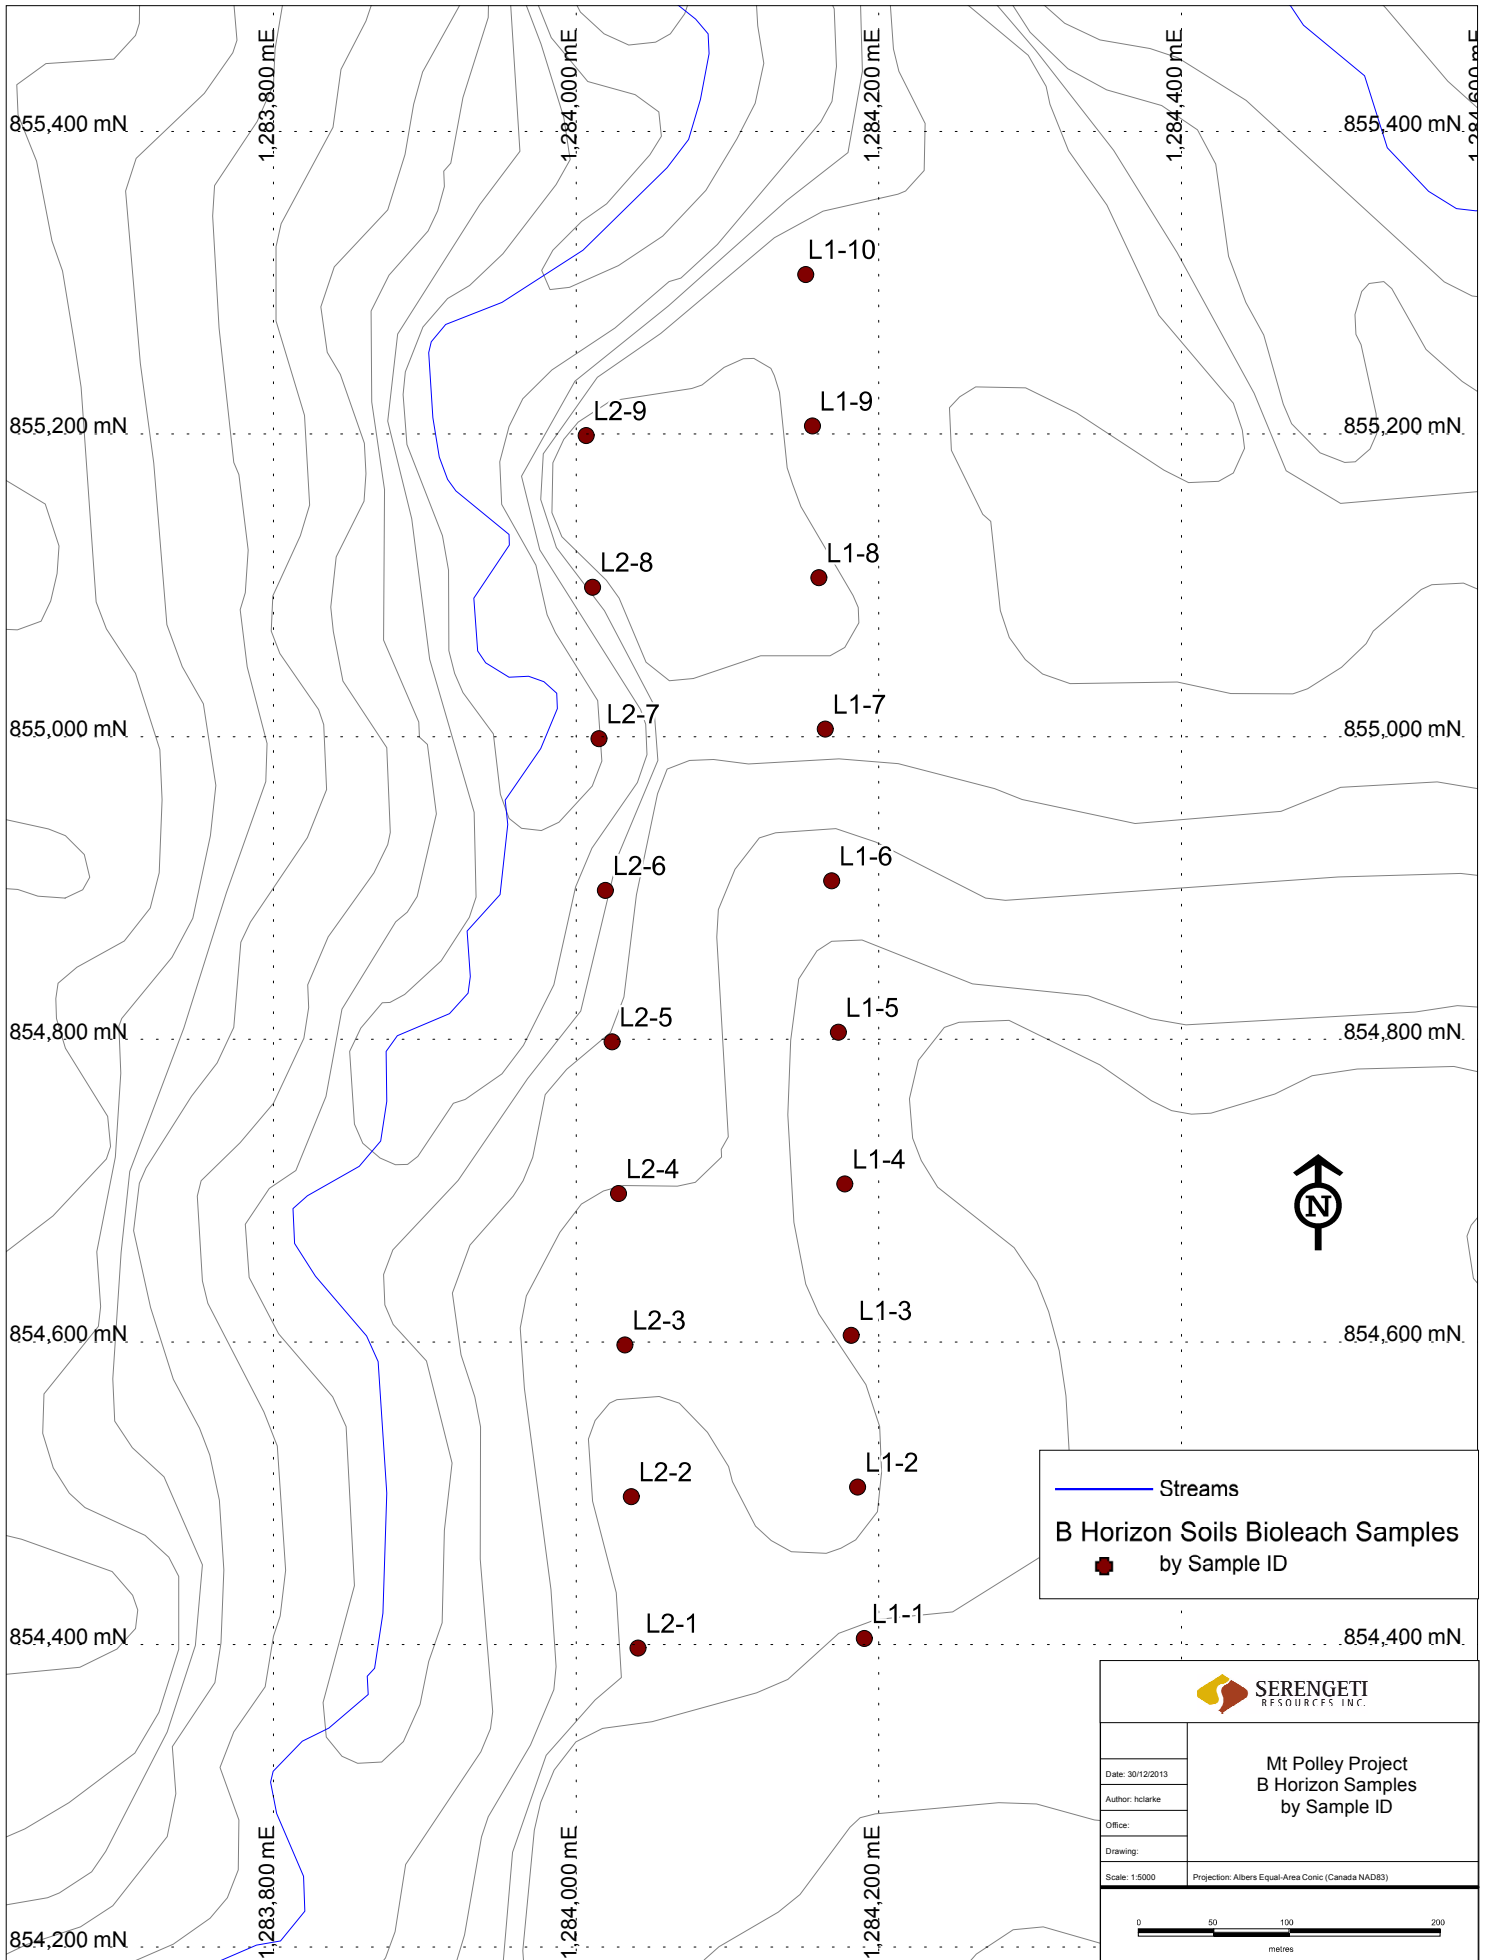 1,283,800 mE
1,284,000 mE
1,284,200 mE
1,284,400 mE
1,284,600 mE
855,400 mN
855,400 mN
L1-10
L2-9
L1-9
855,200 mN
855,200 mN
L2-8
L1-8
L2-7
L1-7
855,000 mN
855,000 mN
L2-6
L1-6
L2-5
L1-5
854,800 mN
854,800 mN
L2-4
L1-4
N
L2-3
L1-3
854,600 mN
854,600 mN
L2-2
L1-2
Streams
B Horizon Soils Bioleach Samples
by Sample ID
L2-1
L1-1
854,400 mN
854,400 mN
SERENGETI
RESOURCES INC.
Mt Polley Project
B Horizon Samples
by Sample ID
Date: 30/12/2013
Author: hclarke
Office:
Drawing:
Scale: 1:5000
Projection: Albers Equal-Area Conic (Canada NAD83)
0 50 100 200
metres
1,283,800 mE
1,284,000 mE
1,284,200 mE
854,200 mN